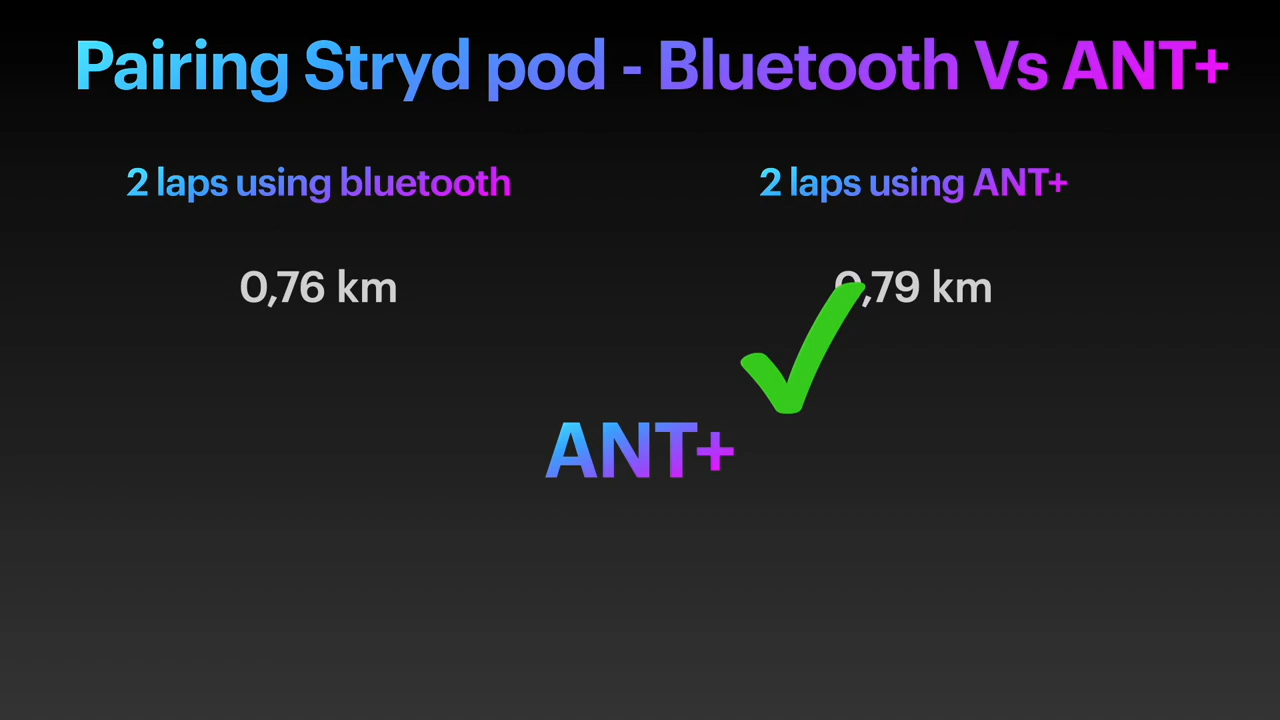 Pairing Stryd pod - Bluetooth Vs ANT+
2 laps using bluetooth
2 laps using ANT+
0,76 km
0,79 km
ANT+